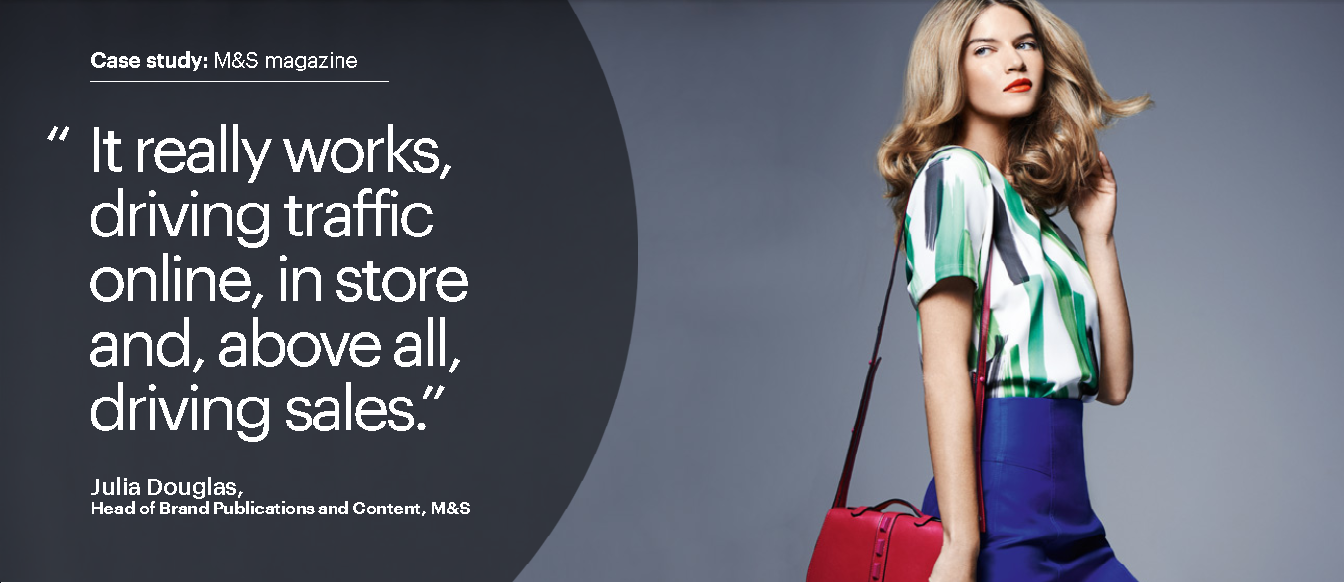 Case study: M&S magazine
“ It really works,
driving traffic
online, in store
and, above all,
driving sales.”
Julia Douglas,
Head of Brand Publications and Content, M&S